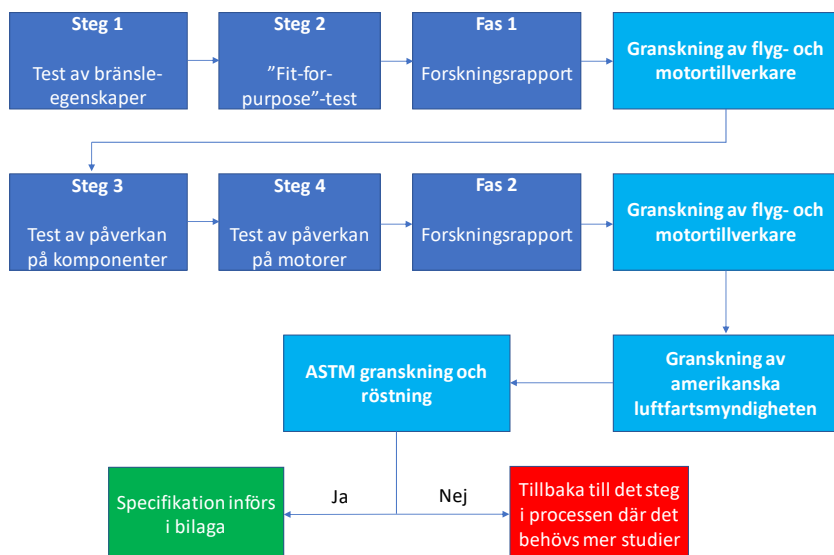 Steg 1
Test av bränsle-
egenskaper
Steg 2
”Fit-for-
purpose”-test
Fas 1
Forskningsrapport
Granskning av flyg- och
motortillverkare
Steg 3
Test av påverkan
på komponenter
Steg 4
Test av påverkan
på motorer
Fas 2
Forskningsrapport
Granskning av flyg- och
motortillverkare
ASTM granskning och
röstning
Granskning av
amerikanska
luftfartsmyndigheten
Specifikation införs
i bilaga
Ja
Nej
Tillbaka till det steg
i processen där det
behövs mer studier